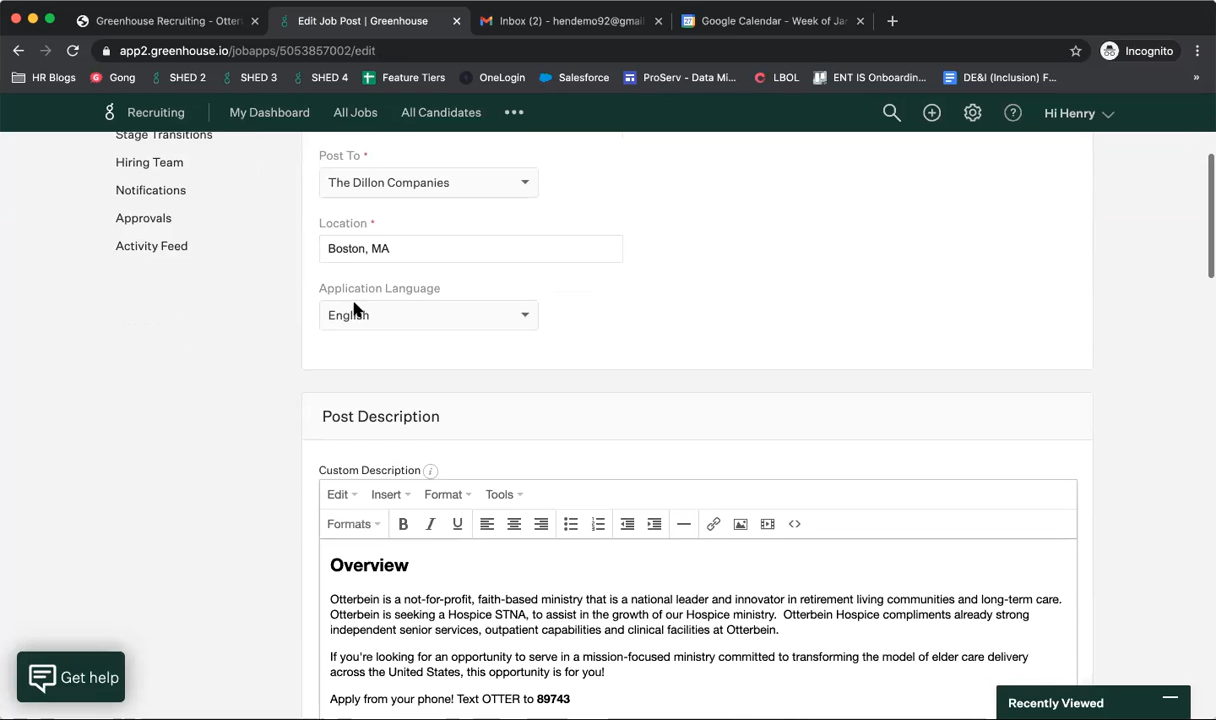 Greenhouse Recruiting - Otter
Edit Job Post | Greenhouse
Inbox (2) - hendemo92@gmail
Google Calendar - Week of Jan
app2.greenhouse.io/jobapps/5053857002/edit
Incognito
HR Blogs
Gong
SHED 2
SHED 3
SHED 4
Feature Tiers
OneLogin
Salesforce
ProServ - Data Mi...
LBOL
ENT IS Onboardin...
DE&I (Inclusion) F...
»
Recruiting
My Dashboard
All Jobs
All Candidates
Hi Henry
Stage Transitions
Hiring Team
Notifications
Approvals
Activity Feed
Post To *
The Dillon Companies
Location *
Boston, MA
Application Language
English
Post Description
Custom Description i
Edit Insert Format Tools
Formats B I U
Overview
Otterbein is a not-for-profit, faith-based ministry that is a national leader and innovator in retirement living communities and long-term care.
Otterbein is seeking a Hospice STNA, to assist in the growth of our Hospice ministry. Otterbein Hospice compliments already strong
independent senior services, outpatient capabilities and clinical facilities at Otterbein.
If you're looking for an opportunity to serve in a mission-focused ministry committed to transforming the model of elder care delivery
across the United States, this opportunity is for you!
Apply from your phone! Text OTTER to 89743
Get help
Recently Viewed